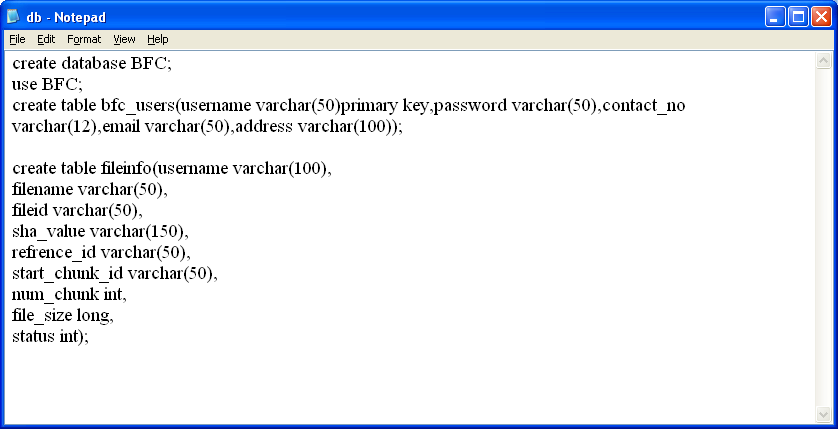 db - Notepad
File Edit Format View Help
create database BFC;
use BFC;
create table bfc_users(username varchar(50)primary key,password varchar(50),contact_no
varchar(12),email varchar(50),address varchar(100));
create table fileinfo(username varchar(100),
filename varchar(50),
fileid varchar(50),
sha_value varchar(150),
refrence_id varchar(50),
start_chunk_id varchar(50),
num_chunk int,
file_size long,
status int);